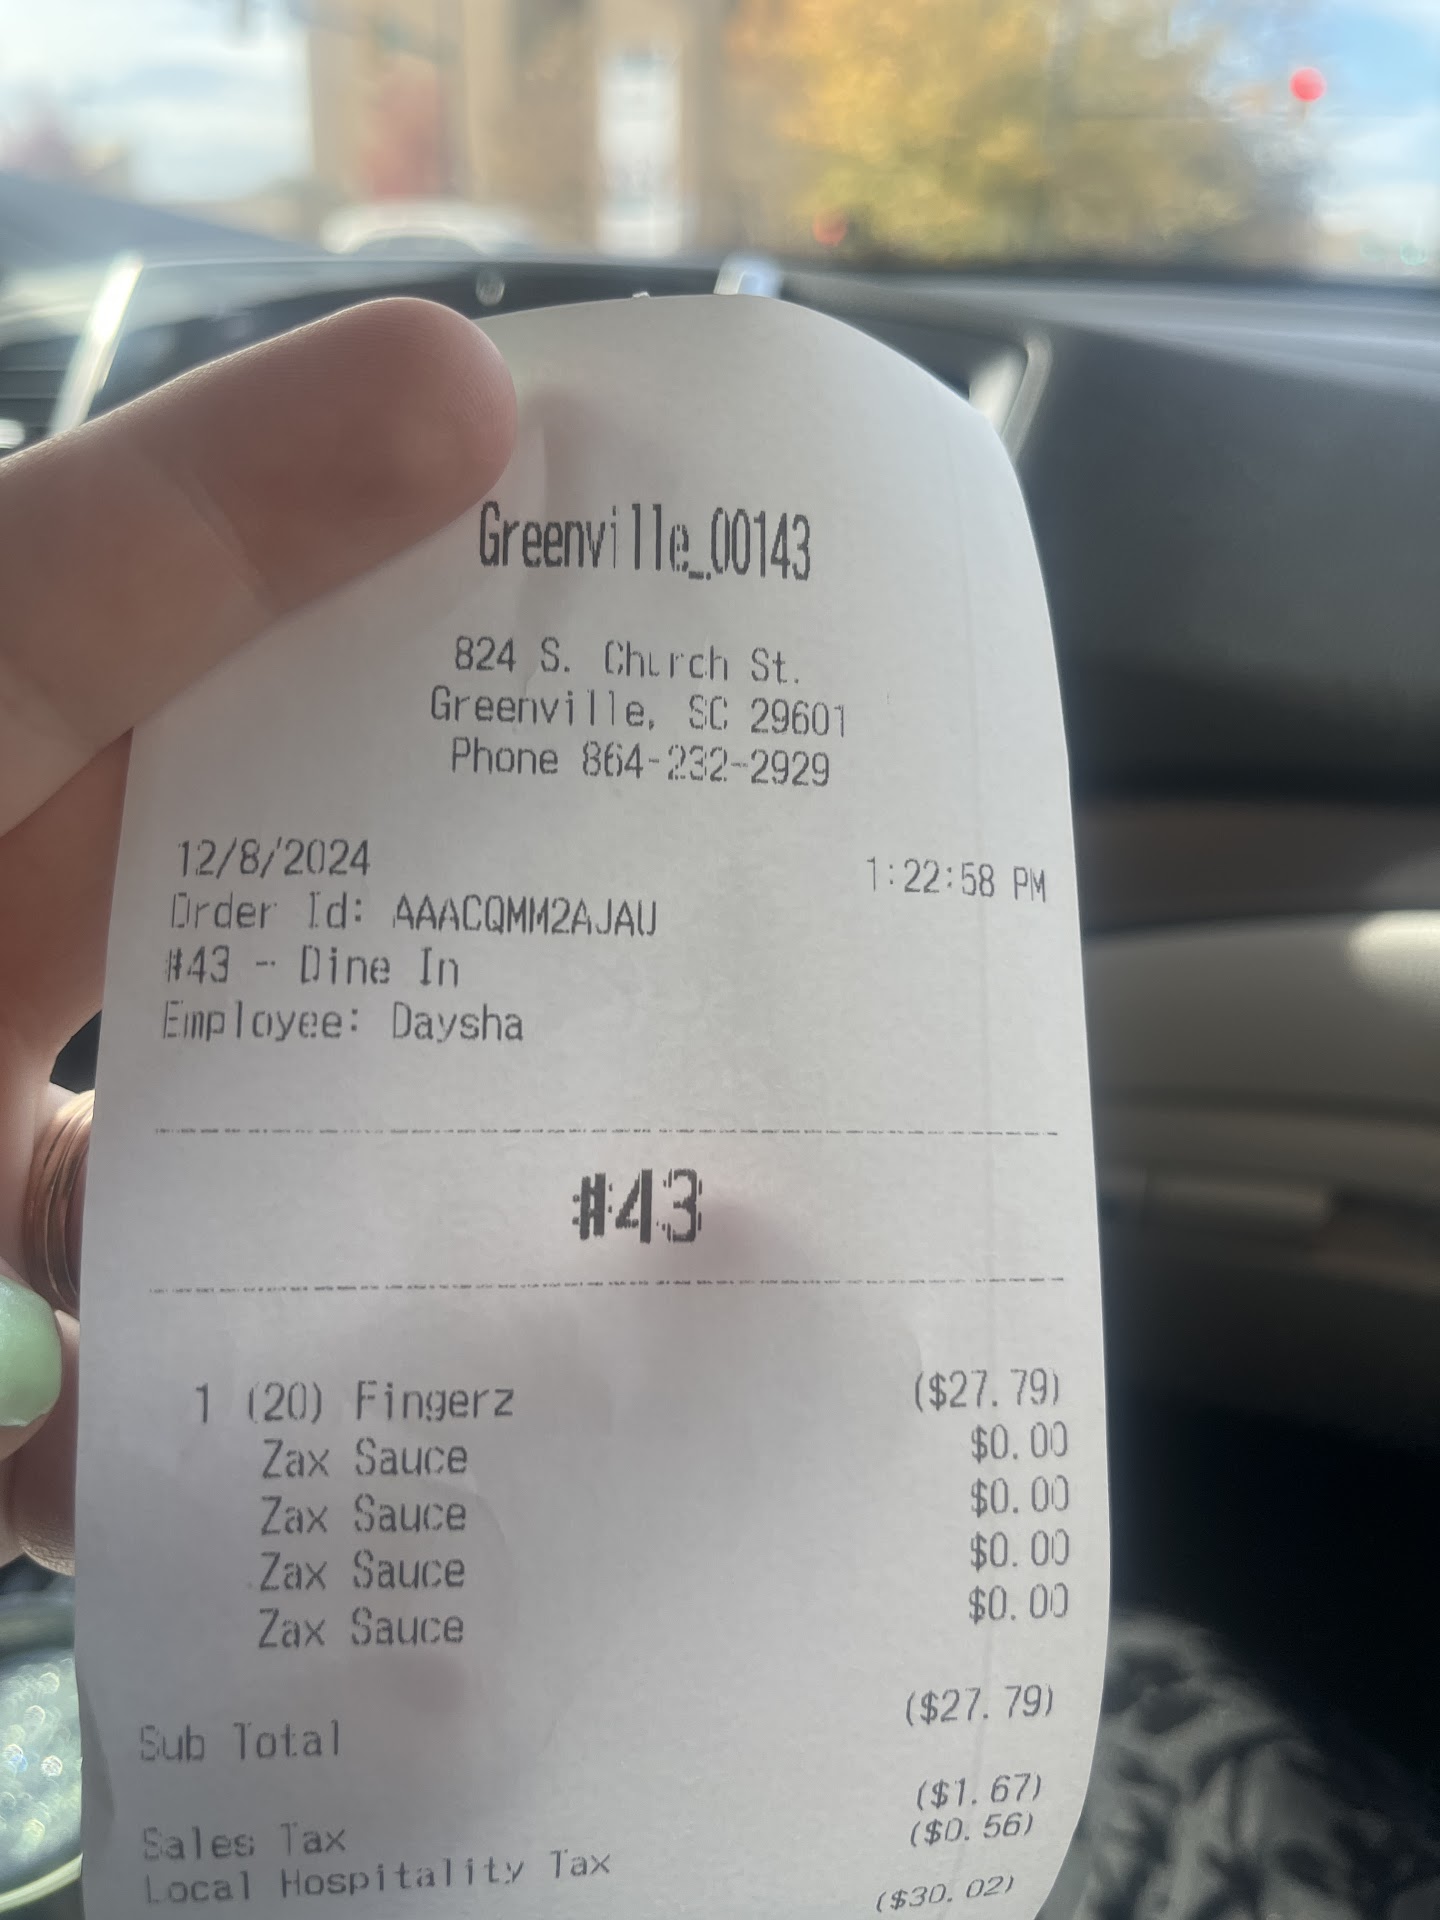 Greenville_00143
824 S. Church St.
Greenville, SC 29601
Phone 864-232-2929
12/8/2024 1:22:58 PM
Order Id: AAACQMM2AJAU
#43 - Dine In
Employee: Daysha
#43
1 (20) Fingerz ($27.79)
Zax Sauce $0.00
Zax Sauce $0.00
Zax Sauce $0.00
Zax Sauce $0.00
Sub Total ($27.79)
Sales Tax ($1.67)
Local Hospitality Tax ($0.56)
($30.02)